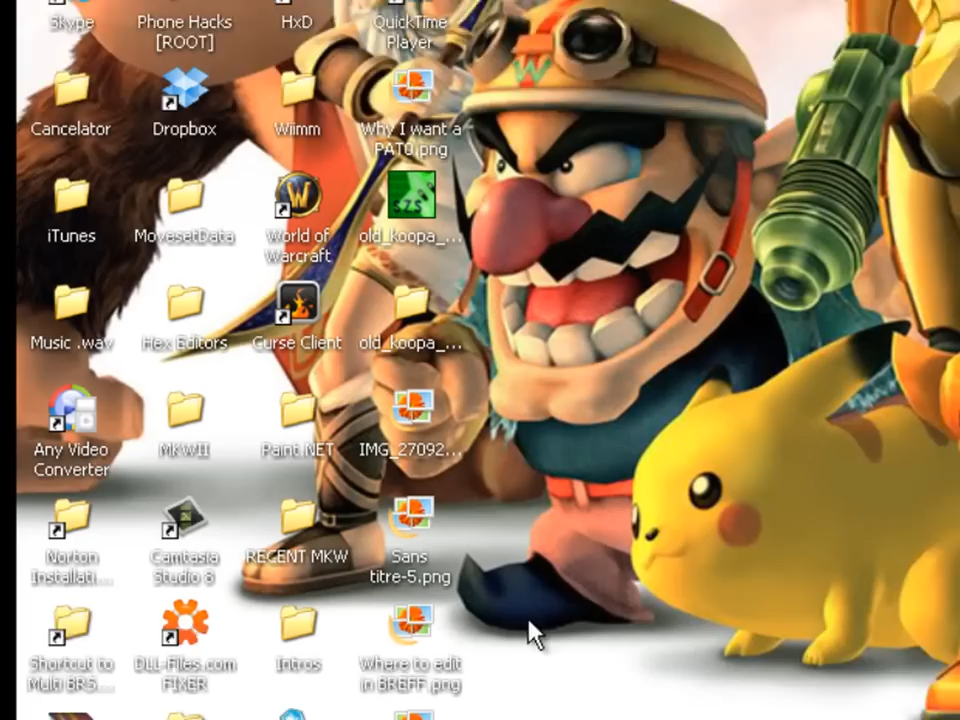 Skype
Phone Hacks
[ROOT]
HxD
QuickTime
Player
Cancelator
Dropbox
Wiimm
Why I want a
PAT0.png
iTunes
MovesetData
World of
Warcraft
SZS
old_koopa_...
Music .wav
Hex Editors
Curse Client
old_koopa_...
Any Video
Converter
MKWII
Paint.NET
IMG_27092...
Norton
Installati...
Camtasia
Studio 8
RECENT MKW
Sans
titre-5.png
Shortcut to
Multi BRS...
DLL-Files.com
FIXER
Intros
Where to edit
in BREFF.png